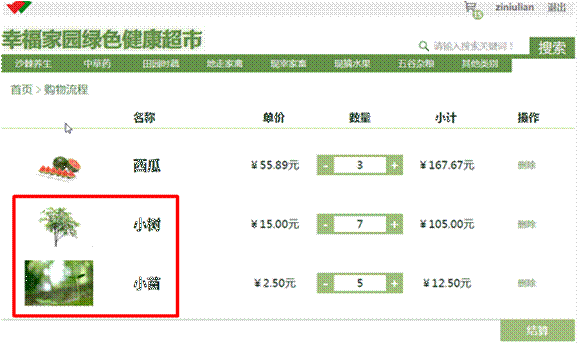 15 ziniulian 退出
幸福家园绿色健康超市
请输入搜索关键词！ 搜索
沙棘养生 中草药 田园时蔬 地走家禽 现宰家畜 现摘水果 五谷杂粮 其他类别
首页 > 购物流程
名称 单价 数量 小计 操作
西瓜 ￥55.89元 - 3 + ￥167.67元 删除
小树 ￥15.00元 - 7 + ￥105.00元 删除
小苗 ￥2.50元 - 5 + ￥12.50元 删除
结算